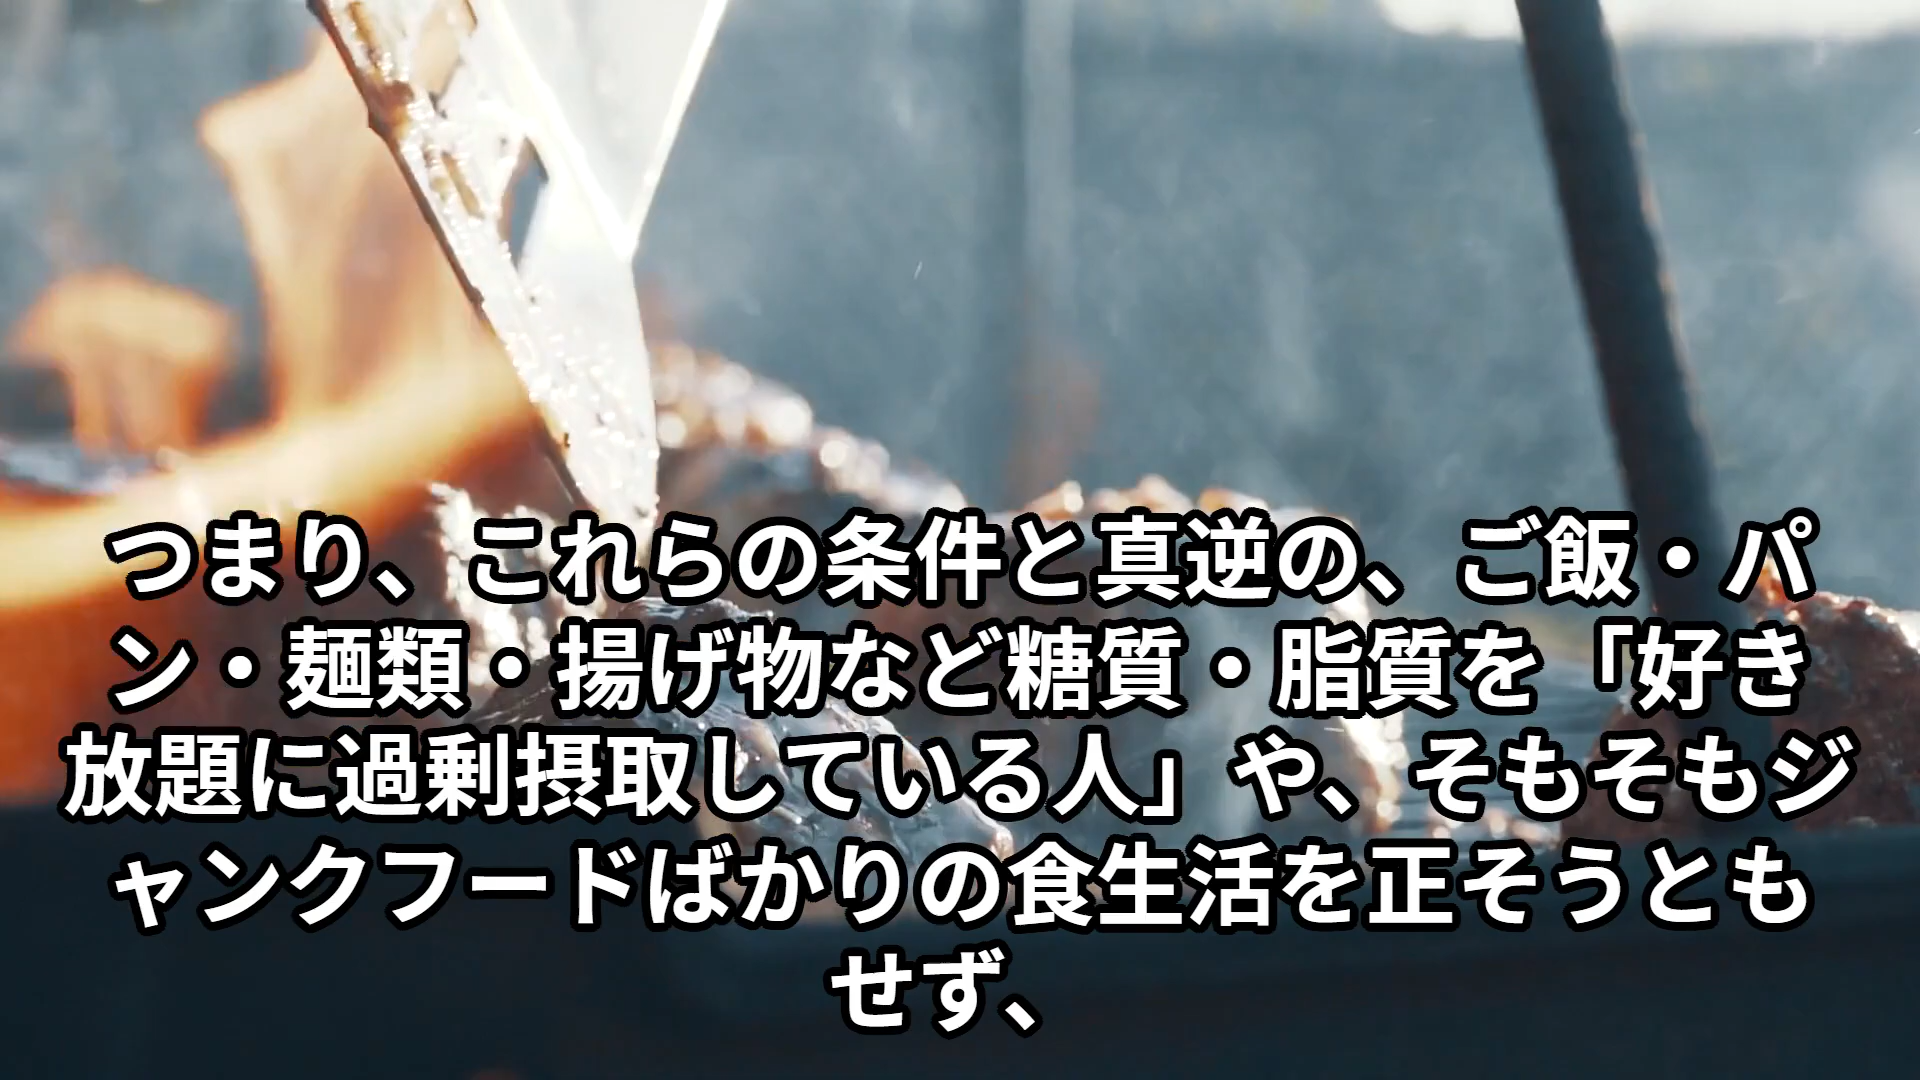 つまり、これらの条件と真逆の、ご飯・パ
ン・麺類・揚げ物など糖質・脂質を「好き
放題に過剰摂取している人」や、そもそもジ
ャンクフードばかりの食生活を正そうとも
せず、